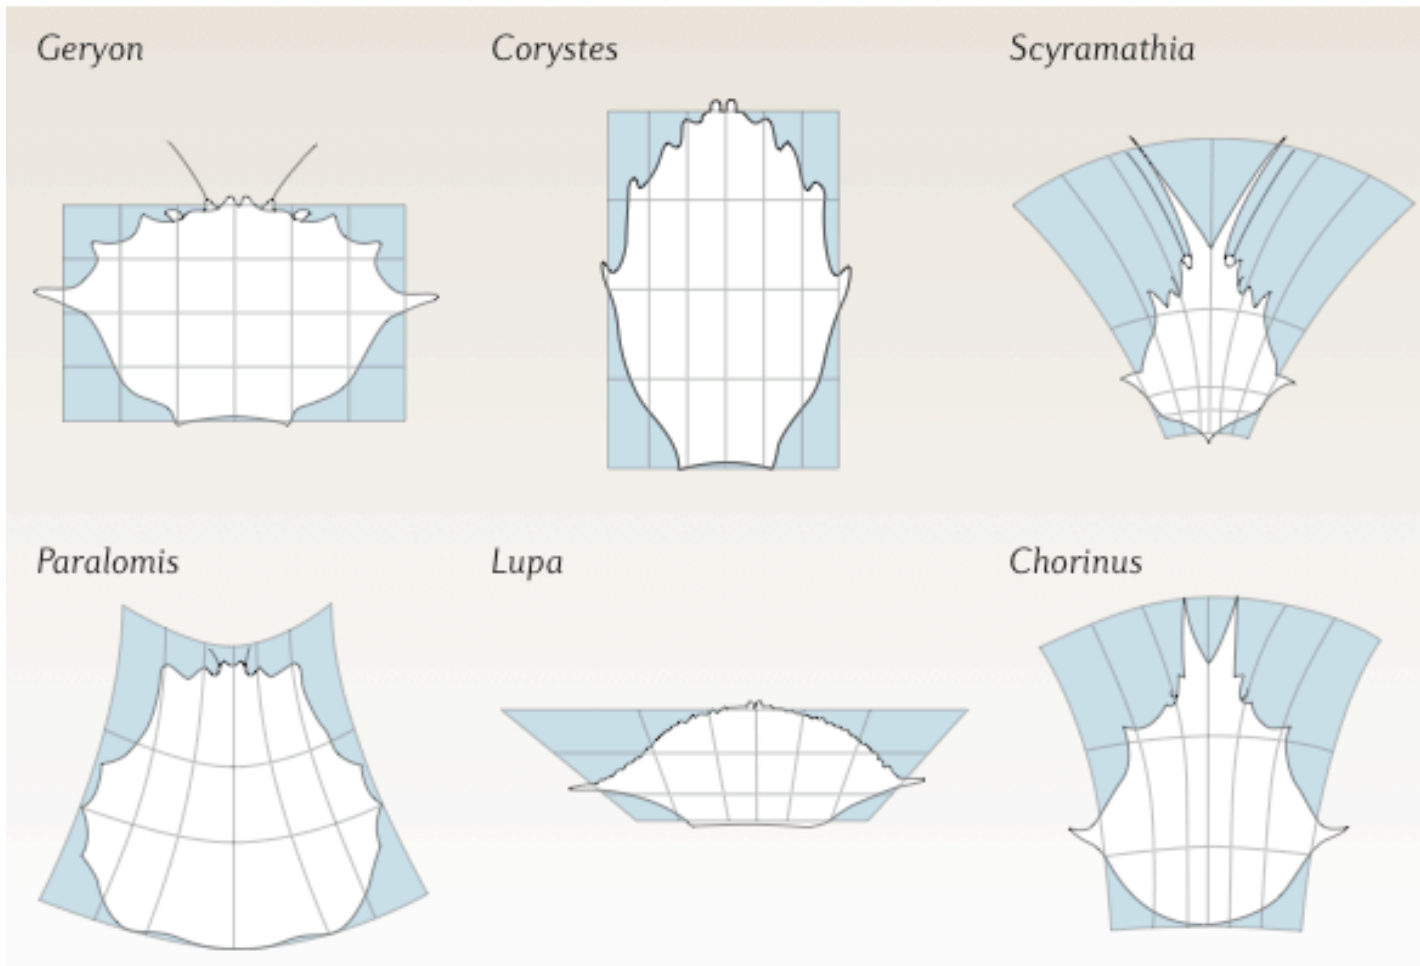 Geryon
Corystes
Scyramathia
Paralomis
Lupa
Chorinus